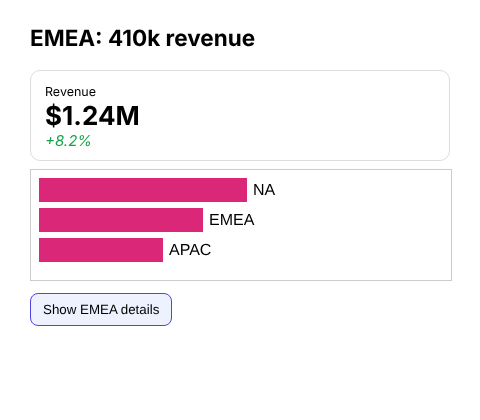 EMEA: 410k revenue
Revenue
$1.24M
+8.2%
NA
EMEA
APAC
Show EMEA details